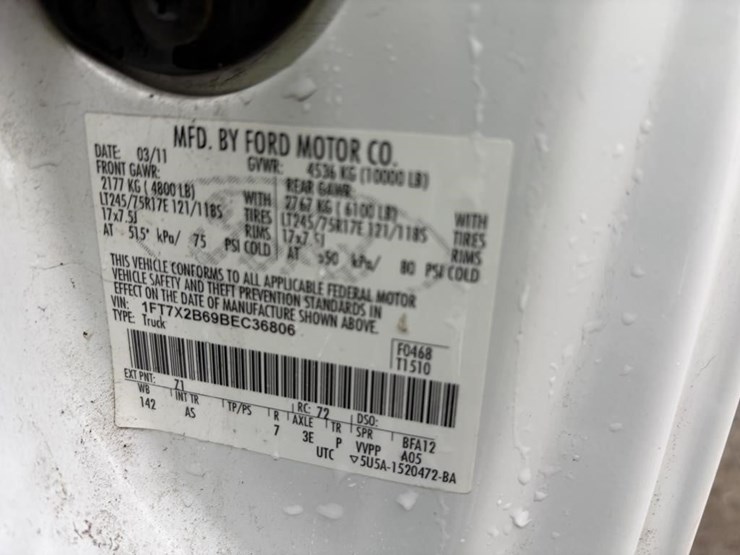 MFD. BY FORD MOTOR CO.
DATE: 03/11 GVWR: 4536 KG (10000 LB)
FRONT GAWR: REAR GAWR:
2177 KG (4800 LB) WITH 2767 KG (6100 LB) WITH
LT245/75R17E 121/118S TIRES LT245/75R17E 121/118S TIRES
17x7.5J RIMS 17x7.5J RIMS
AT 515 kPa/ 75 PSI COLD AT 550 kPa/ 80 PSI COLD
THIS VEHICLE CONFORMS TO ALL APPLICABLE FEDERAL MOTOR
VEHICLE SAFETY AND THEFT PREVENTION STANDARDS IN
EFFECT ON THE DATE OF MANUFACTURE SHOWN ABOVE.
VIN: 1FT7X2B69BEC36806
TYPE: Truck
F0468
T1510
EXT PNT: 71 RC: 72 DSO:
WB INT TR TP/PS R AXLE TR SPR BFA12
142 AS 7 3E P VVPP A05
UTC ▽5U5A-1520472-BA